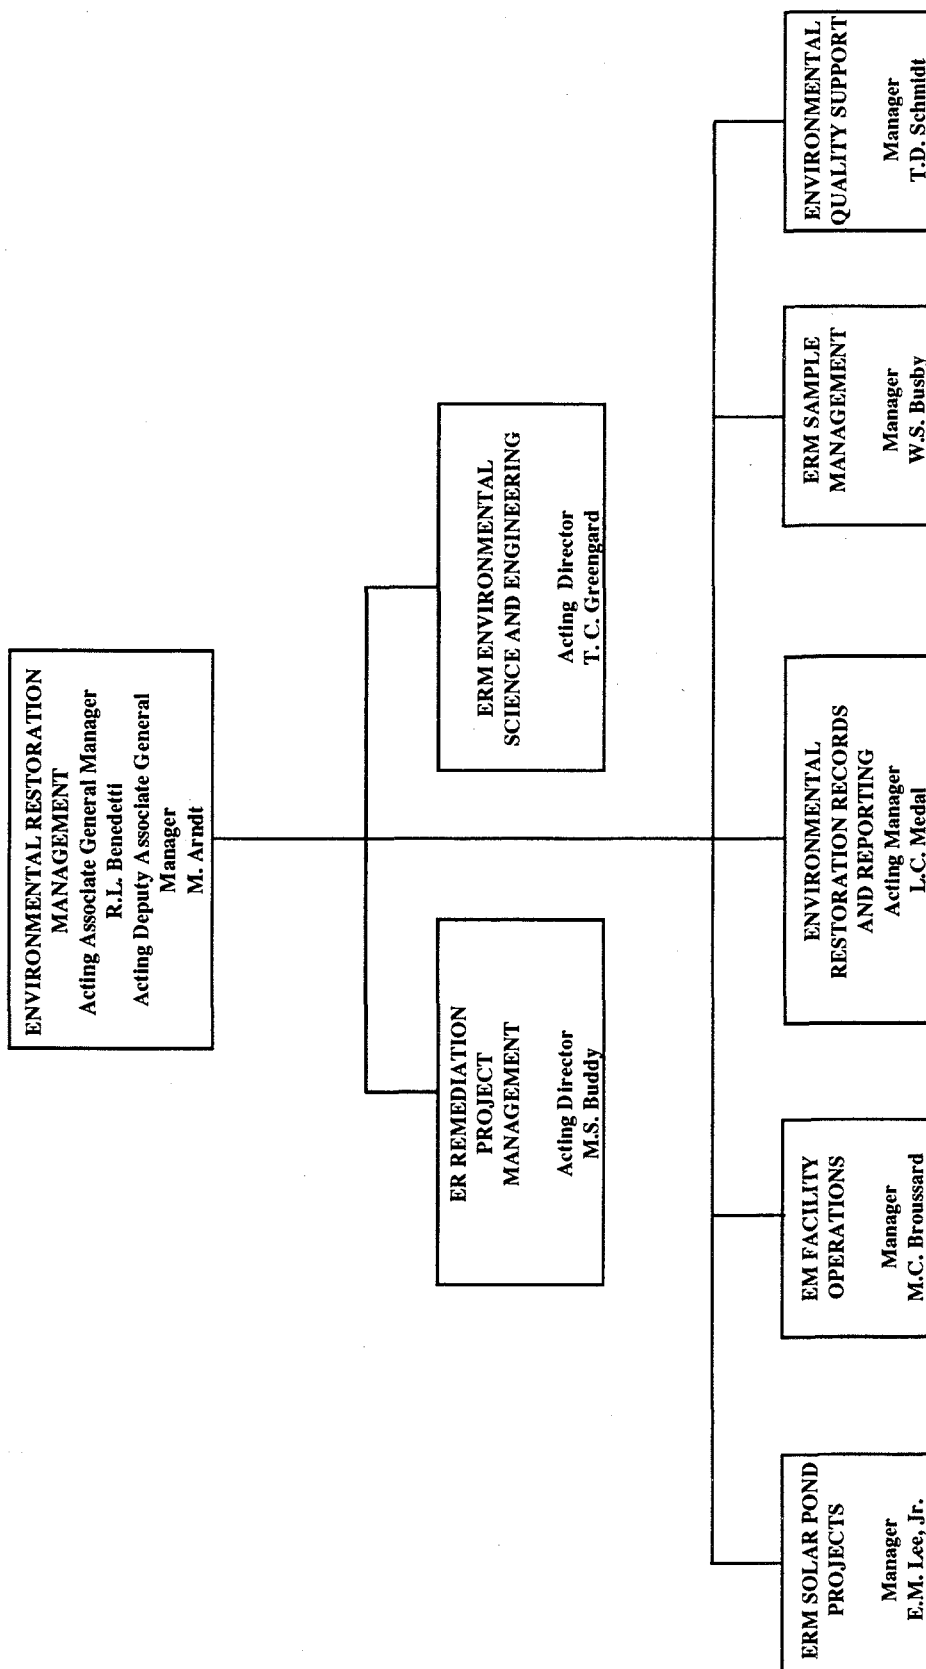 ENVIRONMENTAL RESTORATION
MANAGEMENT
Acting Associate General Manager
R.L. Benedetti
Acting Deputy Associate General
Manager
M. Arndt
ER REMEDIATION
PROJECT
MANAGEMENT
Acting Director
M.S. Buddy
ERM ENVIRONMENTAL
SCIENCE AND ENGINEERING
Acting Director
T. C. Greengard
ERM SOLAR POND
PROJECTS
Manager
E.M. Lee, Jr.
EM FACILITY
OPERATIONS
Manager
M.C. Broussard
ENVIRONMENTAL
RESTORATION RECORDS
AND REPORTING
Acting Manager
L.C. Medal
ERM SAMPLE
MANAGEMENT
Manager
W.S. Busby
ENVIRONMENTAL
QUALITY SUPPORT
Manager
T.D. Schmidt